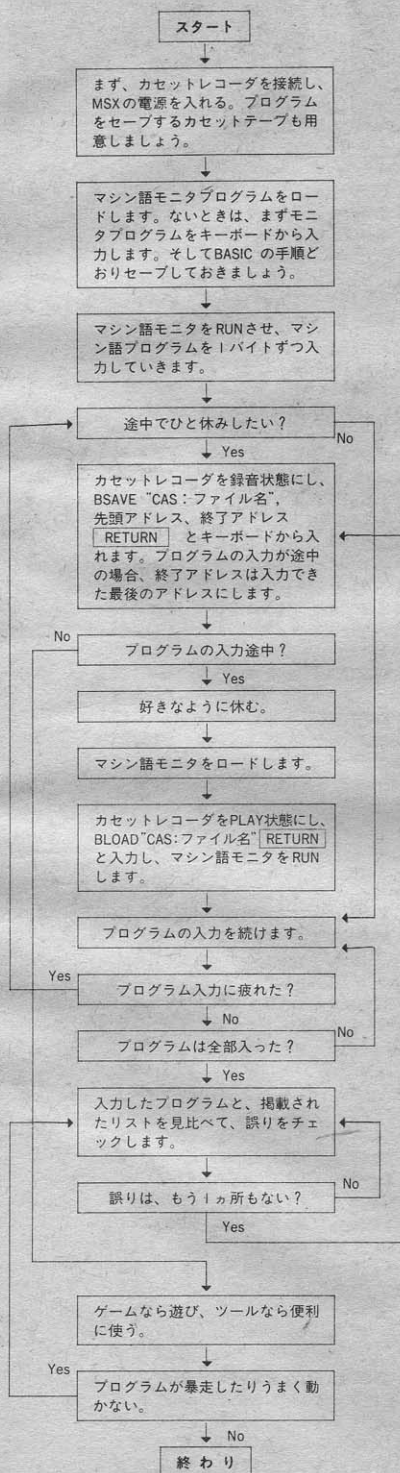 スタート
まず、カセットレコーダを接続し、
MSXの電源を入れる。プログラム
をセーブするカセットテープも用
意しましょう。
マシン語モニタプログラムをロー
ドします。ないときは、まずモニ
タプログラムをキーボードから入
力します。そしてBASIC の手順ど
おりセーブしておきましょう。
マシン語モニタをRUNさせ、マシ
ン語プログラムを1バイトずつ入
力していきます。
途中でひと休みしたい?
No
Yes
カセットレコーダを録音状態にし、
BSAVE "CAS:ファイル名",
先頭アドレス、終了アドレス
RETURN とキーボードから入
れます。プログラムの入力が途中
の場合、終了アドレスは入力でき
た最後のアドレスにします。
No
プログラムの入力途中?
Yes
好きなように休む。
マシン語モニタをロードします。
カセットレコーダをPLAY状態にし、
BLOAD"CAS:ファイル名" RETURN
と入力し、マシン語モニタをRUN
します。
プログラムの入力を続けます。
Yes
プログラム入力に疲れた?
No
プログラムは全部入った?
No
Yes
入力したプログラムと、掲載され
たリストを見比べて、誤りをチェ
ックします。
誤りは、もう1ヵ所もない?
No
Yes
ゲームなら遊び、ツールなら便利
に使う。
Yes
プログラムが暴走したりうまく動
かない。
No
終わり